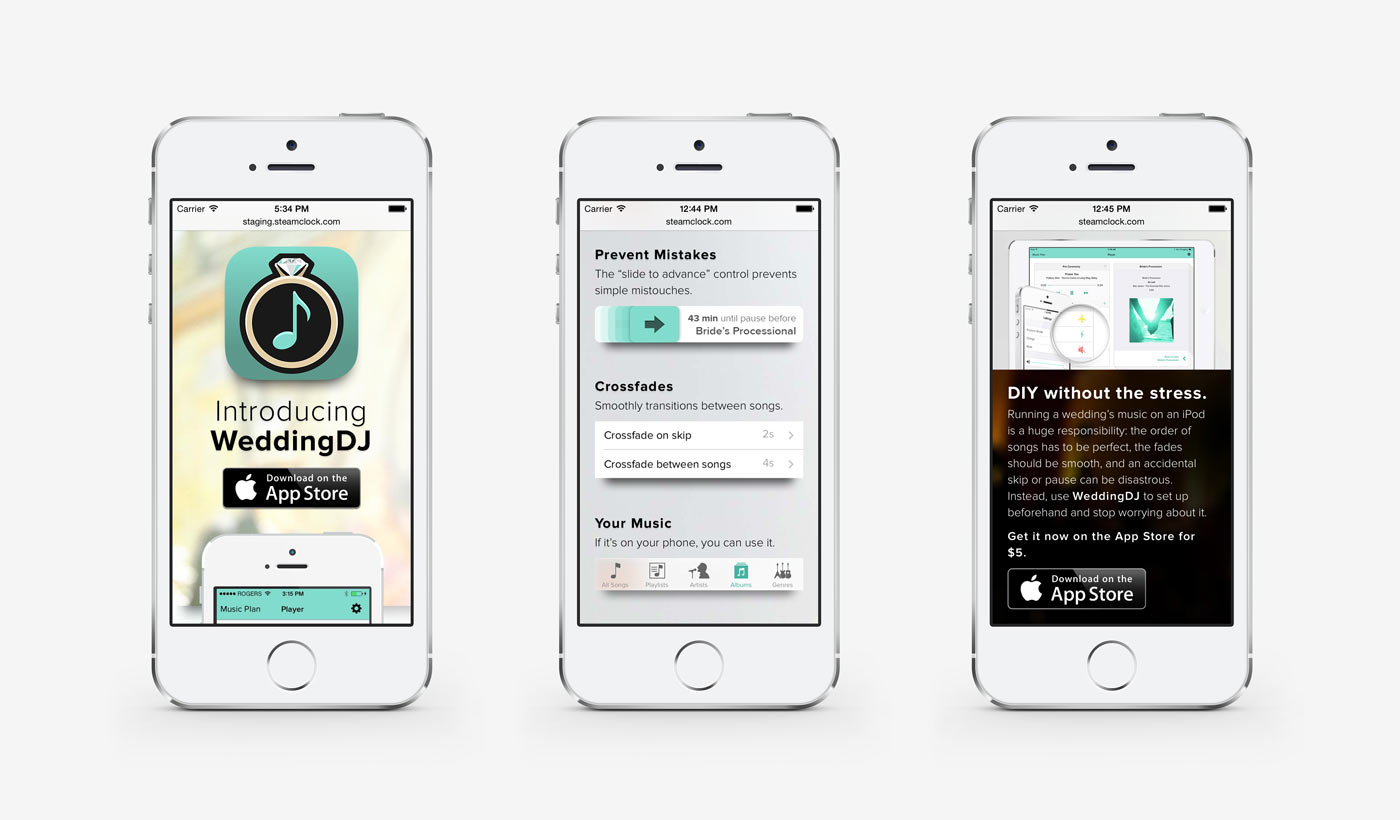 Carrier 5:34 PM
staging.steamclock.com
Introducing
WeddingDJ
Download on the
App Store
ROGERS 3:15 PM
Music Plan Player
Carrier 12:44 PM
steamclock.com
Prevent Mistakes
The “slide to advance” control prevents
simple mistouches.
43 min until pause before
Bride’s Processional
Crossfades
Smoothly transitions between songs.
Crossfade on skip 2s
Crossfade between songs 4s
Your Music
If it’s on your phone, you can use it.
All Songs Playlists Artists Albums Genres
Carrier 12:45 PM
steamclock.com
Player
Pre-Ceremony
Bride's Processional
DIY without the stress.
Running a wedding’s music on an iPod
is a huge responsibility: the order of
songs has to be perfect, the fades
should be smooth, and an accidental
skip or pause can be disastrous.
Instead, use WeddingDJ to set up
beforehand and stop worrying about it.
Get it now on the App Store for
$5.
Download on the
App Store